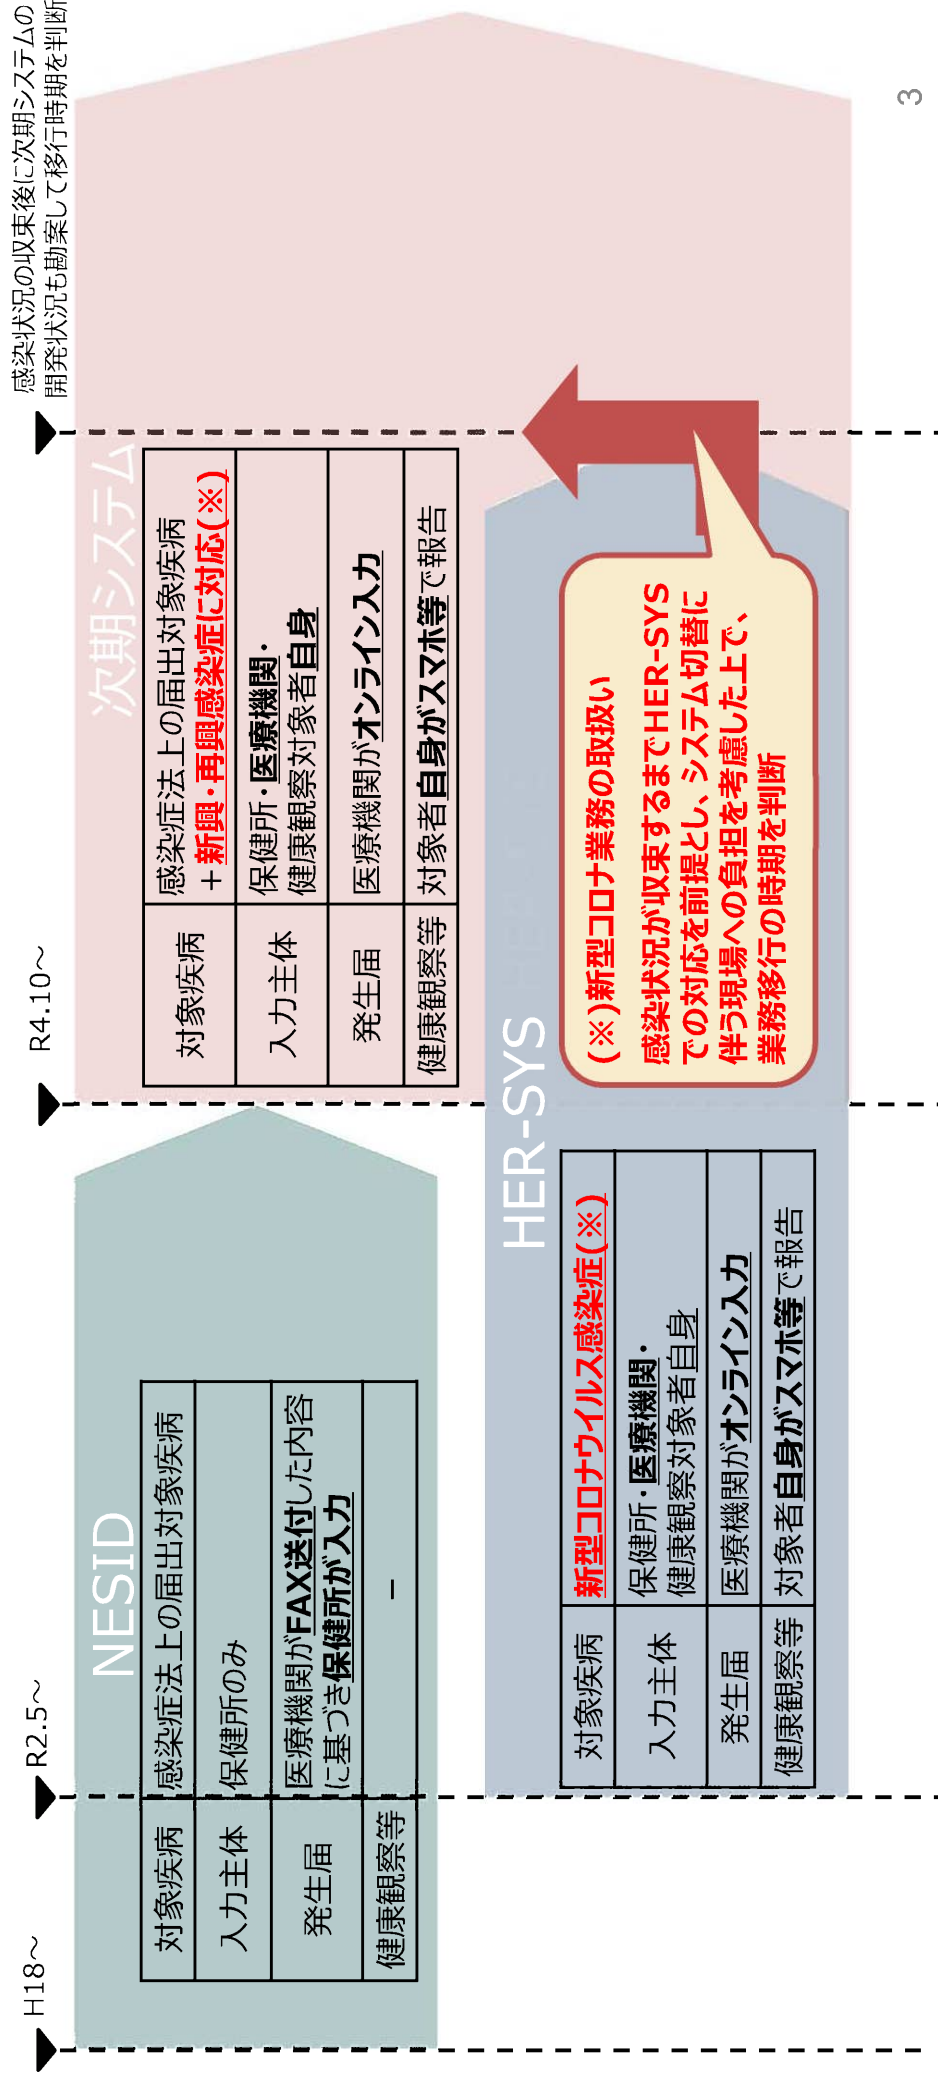 H18～
R2.5～
R4.10～
感染状況の収束後に次期システムの
開発状況も勘案して移行時期を判断
NESID
対象疾病
感染症法上の届出対象疾病
入力主体
保健所のみ
発生届
医療機関がFAX送付した内容
に基づき保健所が入力
健康観察等
－
次期システム
対象疾病
感染症法上の届出対象疾病
＋新興・再興感染症に対応(※)
入力主体
保健所・医療機関・
健康観察対象者自身
発生届
医療機関がオンライン入力
健康観察等
対象者自身がスマホ等で報告
HER-SYS
対象疾病
新型コロナウイルス感染症(※)
入力主体
保健所・医療機関・
健康観察対象者自身
発生届
医療機関がオンライン入力
健康観察等
対象者自身がスマホ等で報告
(※)新型コロナ業務の取扱い
感染状況が収束するまでHER-SYS
での対応を前提とし、システム切替に
伴う現場への負担を考慮した上で、
業務移行の時期を判断
3